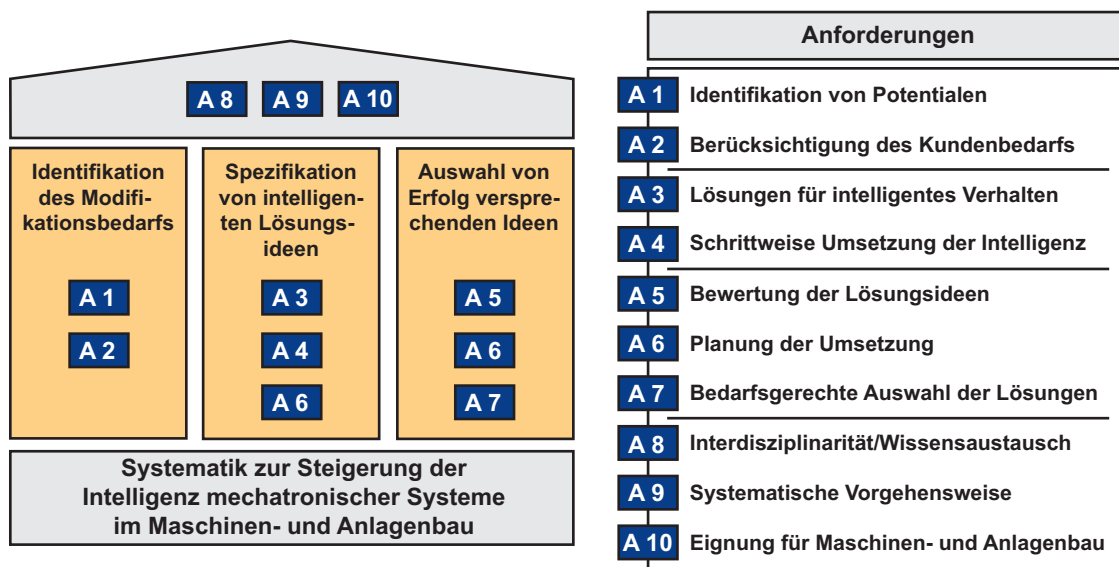 A 8 A 9 A 10
Identifikation
des Modifi-
kationsbedarfs
A 1
A 2
Spezifikation
von intelligen-
ten Lösungs-
ideen
A 3
A 4
A 6
Auswahl von
Erfolg verspre-
chenden Ideen
A 5
A 6
A 7
Systematik zur Steigerung der
Intelligenz mechatronischer Systeme
im Maschinen- und Anlagenbau
Anforderungen
A 1 Identifikation von Potentialen
A 2 Berücksichtigung des Kundenbedarfs
A 3 Lösungen für intelligentes Verhalten
A 4 Schrittweise Umsetzung der Intelligenz
A 5 Bewertung der Lösungsideen
A 6 Planung der Umsetzung
A 7 Bedarfsgerechte Auswahl der Lösungen
A 8 Interdisziplinarität/Wissensaustausch
A 9 Systematische Vorgehensweise
A 10 Eignung für Maschinen- und Anlagenbau